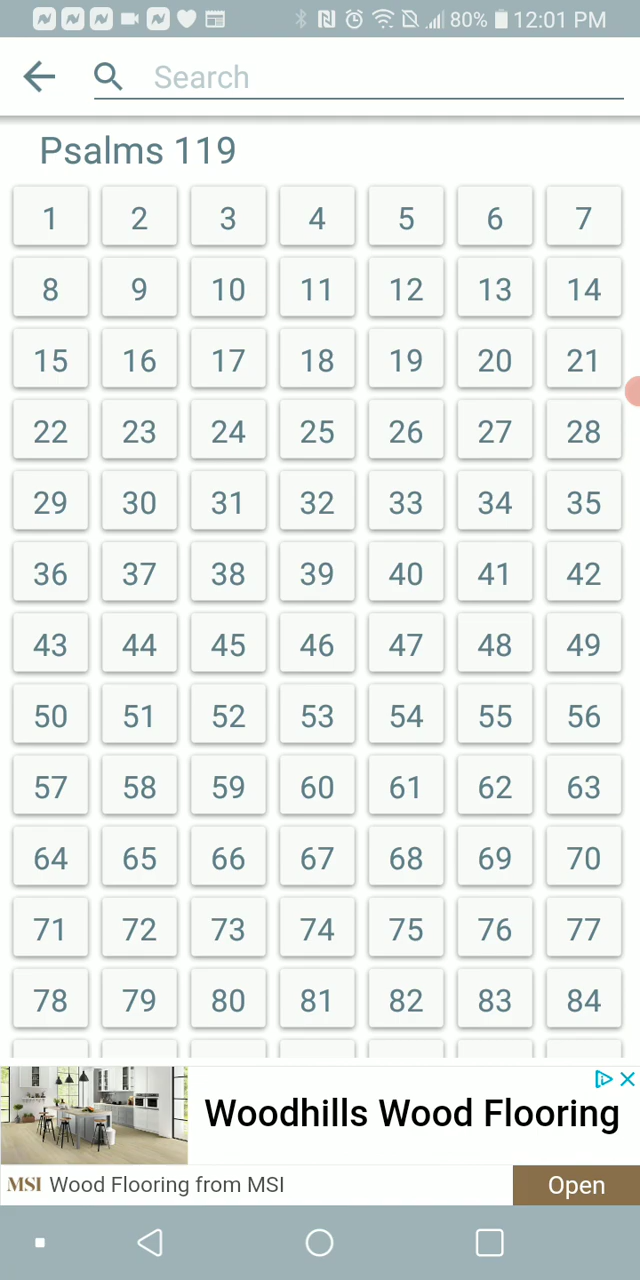 80% 12:01 PM
Search
Psalms 119
1 2 3 4 5 6 7
8 9 10 11 12 13 14
15 16 17 18 19 20 21
22 23 24 25 26 27 28
29 30 31 32 33 34 35
36 37 38 39 40 41 42
43 44 45 46 47 48 49
50 51 52 53 54 55 56
57 58 59 60 61 62 63
64 65 66 67 68 69 70
71 72 73 74 75 76 77
78 79 80 81 82 83 84
Woodhills Wood Flooring
MSI Wood Flooring from MSI
Open